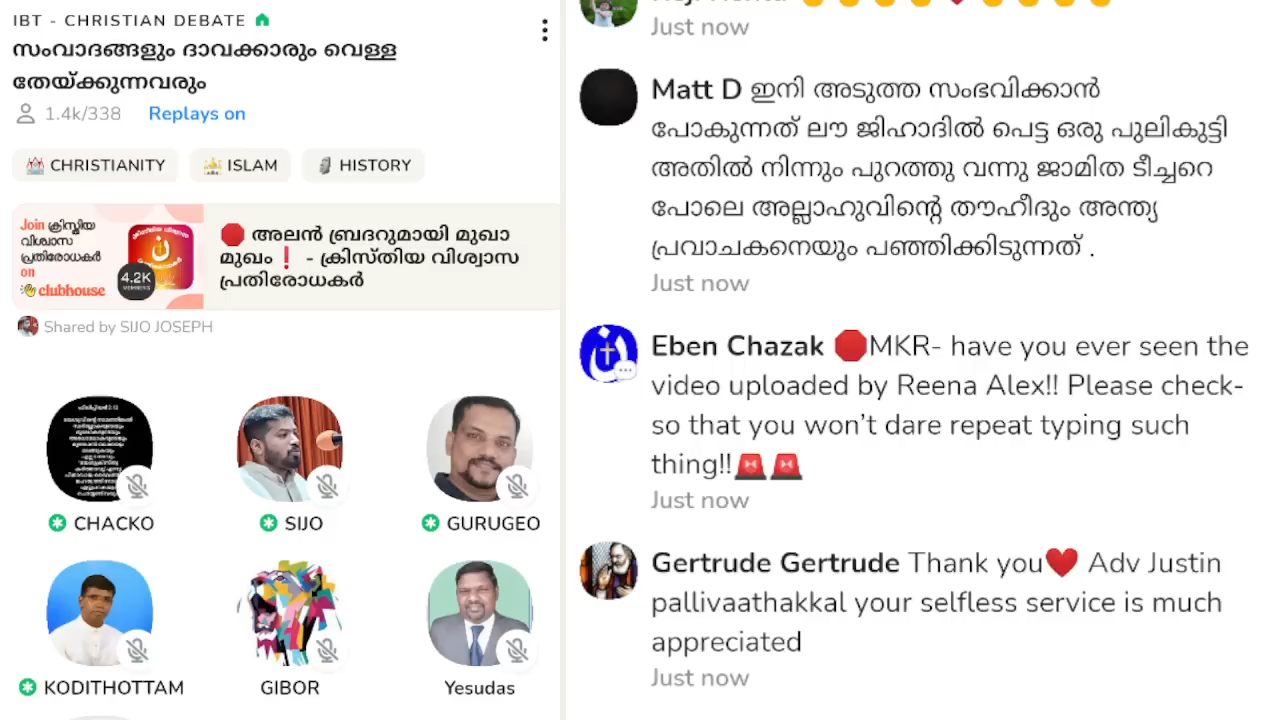 IBT - CHRISTIAN DEBATE
സംവാദങ്ങളും ദാവക്കാരും വെള്ള
തേയ്ക്കുന്നവരും
1.4k/338 Replays on
CHRISTIANITY ISLAM HISTORY
Join ക്രിസ്തീയ
വിശ്വാസ
പ്രതിരോധകർ
on
clubhouse
4.2K
MEMBERS
🛑 അലൻ ബ്രദറുമായി മുഖാ
മുഖം❗ - ക്രിസ്തിയ വിശ്വാസ
പ്രതിരോധകർ
Shared by SIJO JOSEPH
CHACKO SIJO GURUGEO
KODITHOTTAM GIBOR Yesudas
Just now
Matt D ഇനി അടുത്ത സംഭവിക്കാൻ
പോകുന്നത് ലൗ ജിഹാദിൽ പെട്ട ഒരു പുലികുട്ടി
അതിൽ നിന്നും പുറത്തു വന്നു ജാമിത ടീച്ചറെ
പോലെ അല്ലാഹുവിന്റെ തൗഹീദും അന്ത്യ
പ്രവാചകനെയും പഞ്ഞിക്കിടുന്നത് .
Just now
Eben Chazak 🛑MKR- have you ever seen the
video uploaded by Reena Alex!! Please check-
so that you won’t dare repeat typing such
thing!!🚨🚨
Just now
Gertrude Gertrude Thank you❤️ Adv Justin
pallivaathakkal your selfless service is much
appreciated
Just now